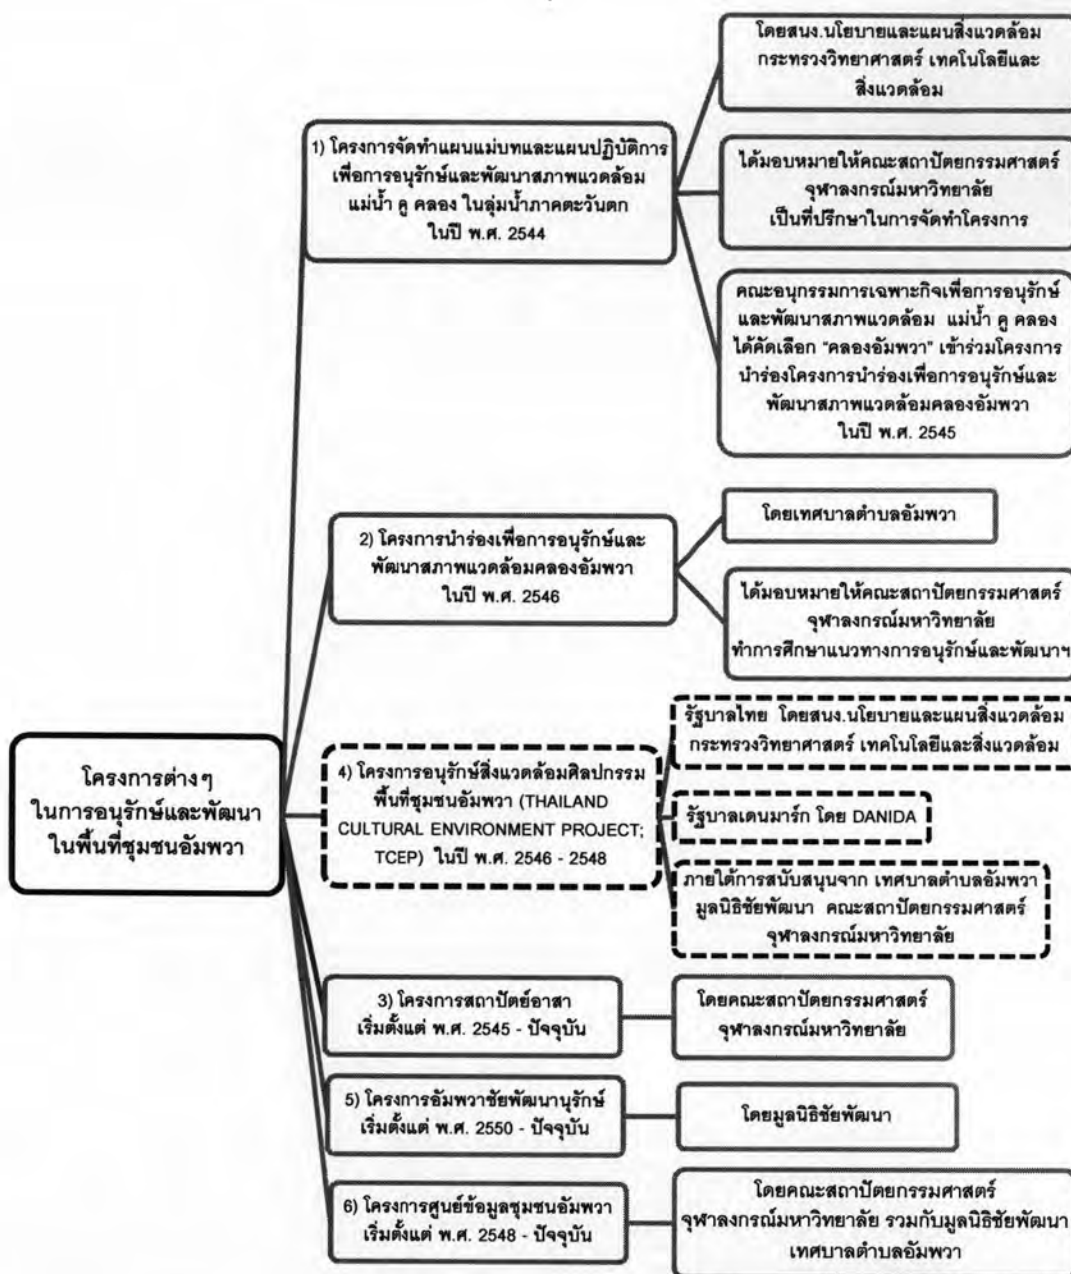 โดยสนง.นโยบายและแผนสิ่งแวดล้อม
กระทรวงวิทยาศาสตร์ เทคโนโลยีและ
สิ่งแวดล้อม
1) โครงการจัดทำแผนแม่บทและแผนปฏิบัติการ
เพื่อการอนุรักษ์และพัฒนาสภาพแวดล้อม
แม่น้ำ คู คลอง ในลุ่มน้ำภาคตะวันตก
ในปี พ.ศ. 2544
ได้มอบหมายให้คณะสถาปัตยกรรมศาสตร์
จุฬาลงกรณ์มหาวิทยาลัย
เป็นที่ปรึกษาในการจัดทำโครงการ
คณะอนุกรรมการเฉพาะกิจเพื่อการอนุรักษ์
และพัฒนาสภาพแวดล้อม แม่น้ำ คู คลอง
ได้คัดเลือก "คลองอัมพวา" เข้าร่วมโครงการ
นำร่องโครงการนำร่องเพื่อการอนุรักษ์และ
พัฒนาสภาพแวดล้อมคลองอัมพวา
ในปี พ.ศ. 2545
2) โครงการนำร่องเพื่อการอนุรักษ์และ
พัฒนาสภาพแวดล้อมคลองอัมพวา
ในปี พ.ศ. 2546
โดยเทศบาลตำบลอัมพวา
ได้มอบหมายให้คณะสถาปัตยกรรมศาสตร์
จุฬาลงกรณ์มหาวิทยาลัย
ทำการศึกษาแนวทางการอนุรักษ์และพัฒนาฯ
โครงการต่างๆ
ในการอนุรักษ์และพัฒนา
ในพื้นที่ชุมชนอัมพวา
4) โครงการอนุรักษ์สิ่งแวดล้อมศิลปกรรม
พื้นที่ชุมชนอัมพวา (THAILAND
CULTURAL ENVIRONMENT PROJECT;
TCEP) ในปี พ.ศ. 2546 - 2548
รัฐบาลไทย โดยสนง.นโยบายและแผนสิ่งแวดล้อม
กระทรวงวิทยาศาสตร์ เทคโนโลยีและสิ่งแวดล้อม
รัฐบาลเดนมาร์ก โดย DANIDA
ภายใต้การสนับสนุนจาก เทศบาลตำบลอัมพวา
มูลนิธิชัยพัฒนา คณะสถาปัตยกรรมศาสตร์
จุฬาลงกรณ์มหาวิทยาลัย
3) โครงการสถาปัตย์อาสา
เริ่มตั้งแต่ พ.ศ. 2545 - ปัจจุบัน
โดยคณะสถาปัตยกรรมศาสตร์
จุฬาลงกรณ์มหาวิทยาลัย
5) โครงการอัมพวาชัยพัฒนานุรักษ์
เริ่มตั้งแต่ พ.ศ. 2550 - ปัจจุบัน
โดยมูลนิธิชัยพัฒนา
6) โครงการศูนย์ข้อมูลชุมชนอัมพวา
เริ่มตั้งแต่ พ.ศ. 2548 - ปัจจุบัน
โดยคณะสถาปัตยกรรมศาสตร์
จุฬาลงกรณ์มหาวิทยาลัย รวมกับมูลนิธิชัยพัฒนา
เทศบาลตำบลอัมพวา